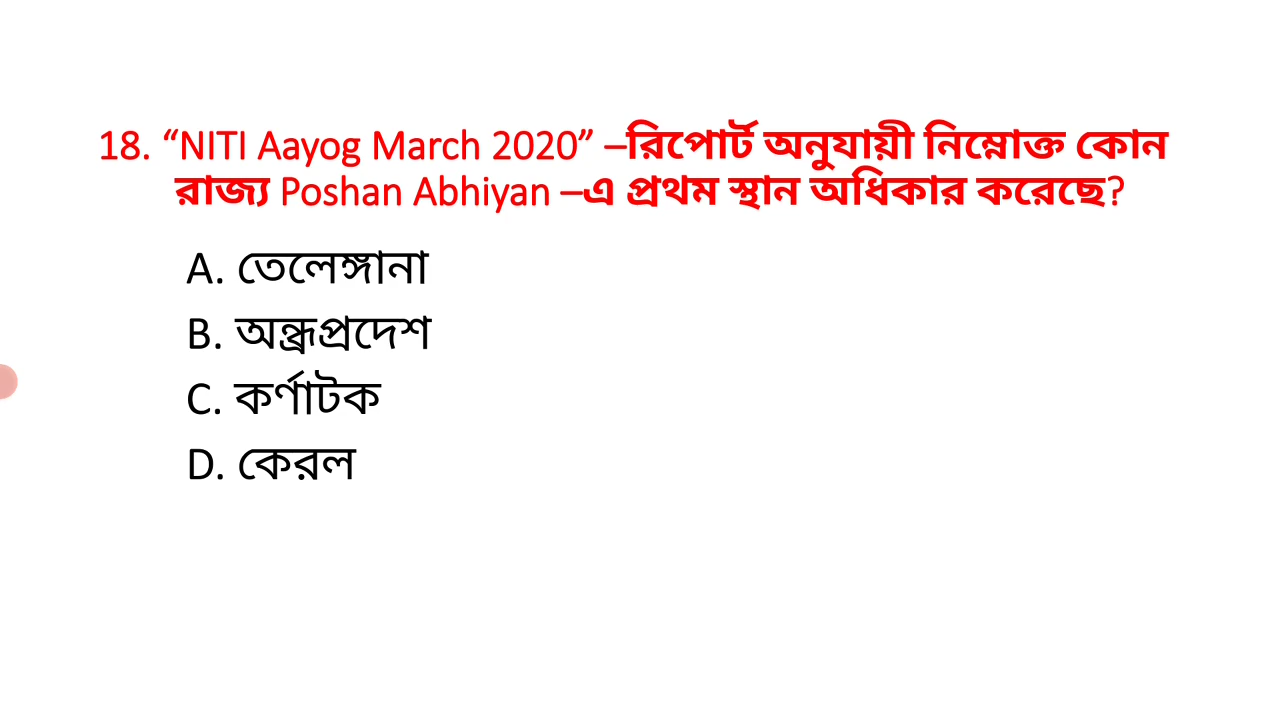 18. “NITI Aayog March 2020” –রিপোর্ট অনুযায়ী নিম্নোক্ত কোন
রাজ্য Poshan Abhiyan –এ প্রথম স্থান অধিকার করেছে?
A. তেলেঙ্গানা
B. অন্ধ্রপ্রদেশ
C. কর্ণাটক
D. কেরল